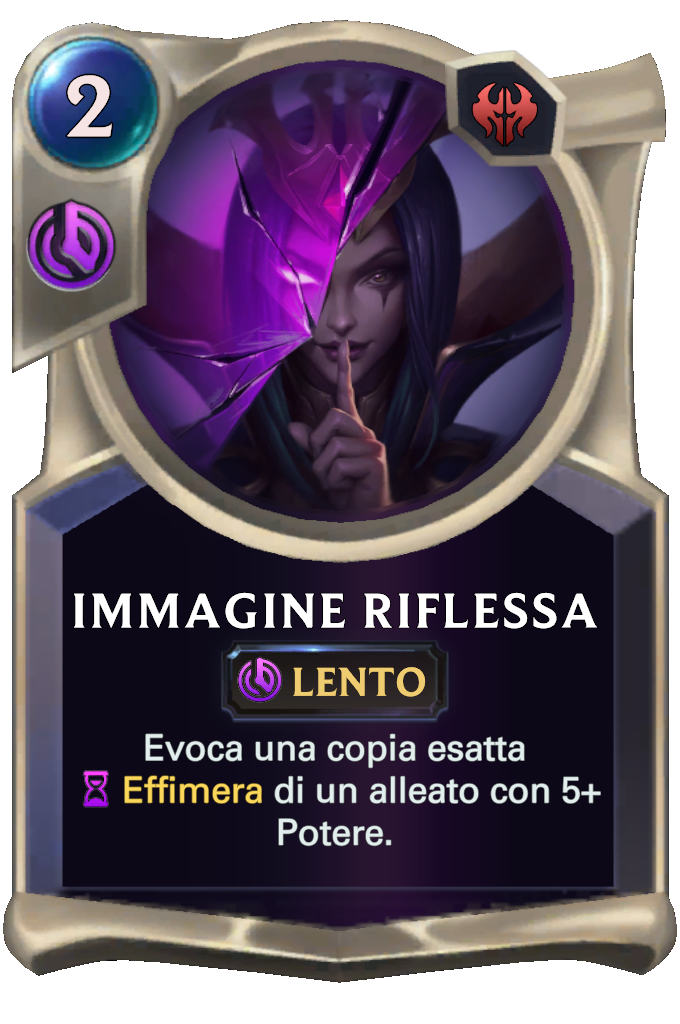 2
IMMAGINE RIFLESSA
LENTO
Evoca una copia esatta
Effimera di un alleato con 5+
Potere.